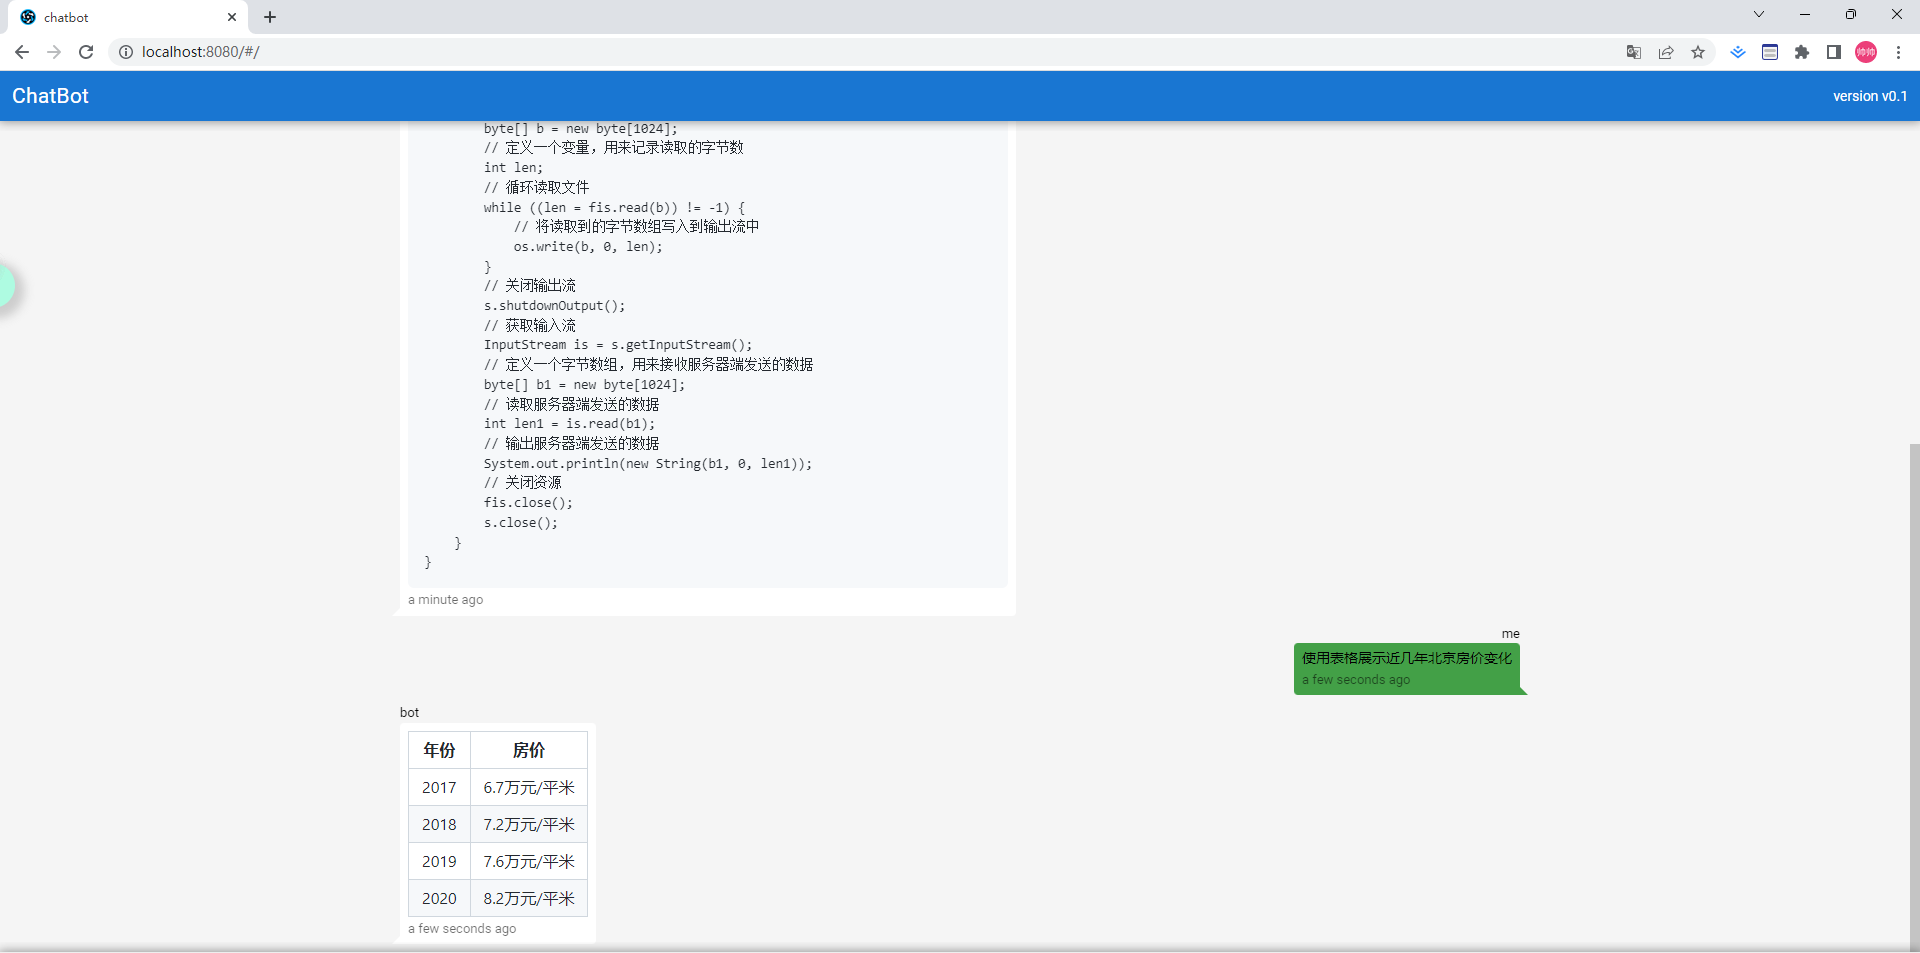 chatbot
localhost:8080/#/
帅帅
ChatBot
version v0.1
byte[] b = new byte[1024];
// 定义一个变量，用来记录读取的字节数
int len;
// 循环读取文件
while ((len = fis.read(b)) != -1) {
// 将读取到的字节数组写入到输出流中
os.write(b, 0, len);
}
// 关闭输出流
s.shutdownOutput();
// 获取输入流
InputStream is = s.getInputStream();
// 定义一个字节数组，用来接收服务器端发送的数据
byte[] b1 = new byte[1024];
// 读取服务器端发送的数据
int len1 = is.read(b1);
// 输出服务器端发送的数据
System.out.println(new String(b1, 0, len1));
// 关闭资源
fis.close();
s.close();
}
}
a minute ago
me
使用表格展示近几年北京房价变化
a few seconds ago
bot
年份 房价
2017 6.7万元/平米
2018 7.2万元/平米
2019 7.6万元/平米
2020 8.2万元/平米
a few seconds ago